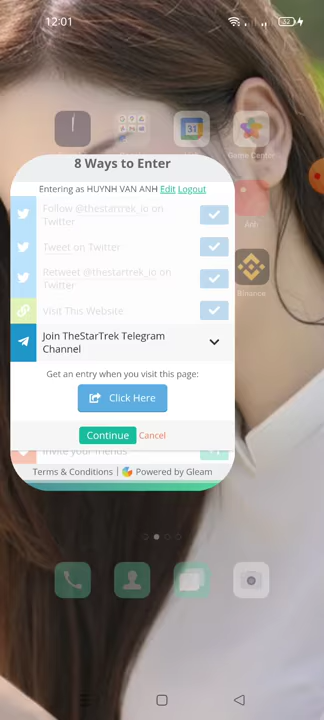 12:01
31
Game Center
8 Ways to Enter
Entering as HUYNH VAN ANH Edit Logout
Follow @thestartrek_io on
Twitter
Tweet on Twitter
Retweet @thestartrek_io on
Twitter
Visit This Website
Anh
Binance
Join TheStarTrek Telegram
Channel
Get an entry when you visit this page:
Click Here
Continue Cancel
Invite your friends
Terms & Conditions | Powered by Gleam